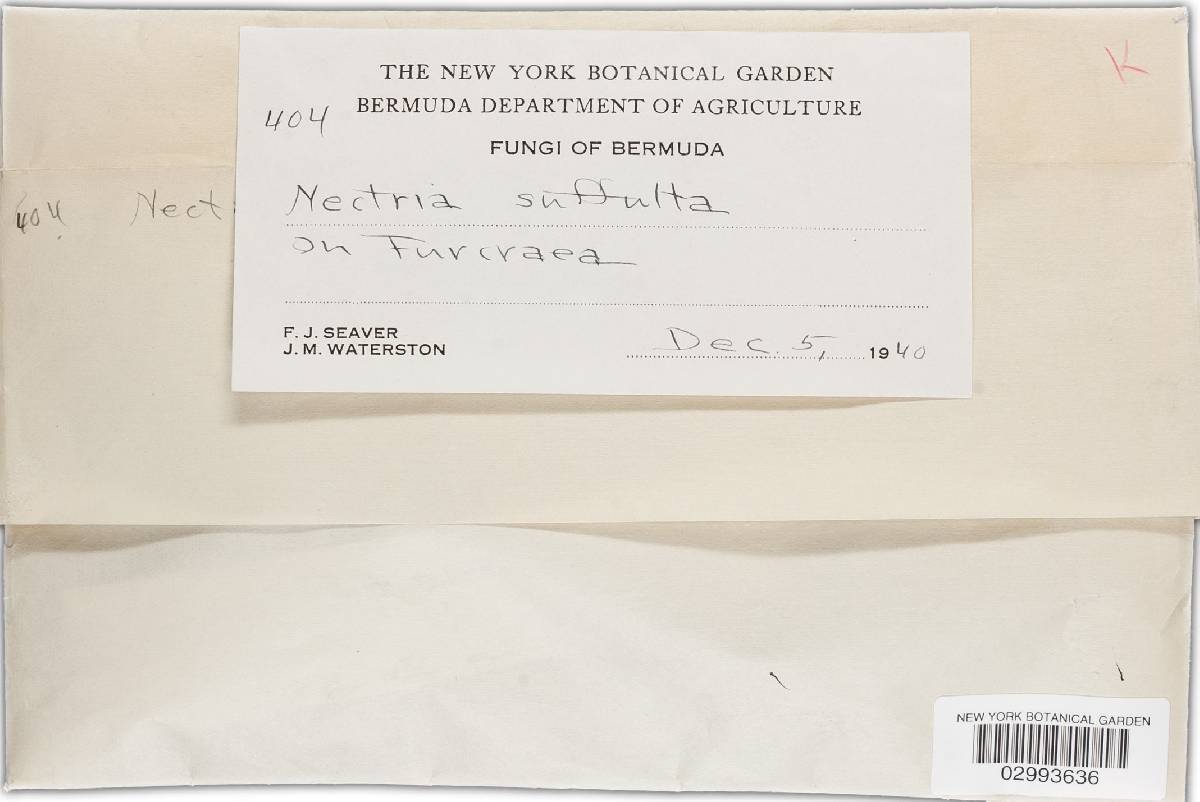 K
THE NEW YORK BOTANICAL GARDEN
404 BERMUDA DEPARTMENT OF AGRICULTURE
FUNGI OF BERMUDA
404 Nect
Nectria suffulta
on Furcraea
F. J. SEAVER
J. M. WATERSTON
Dec. 5, 1940
NEW YORK BOTANICAL GARDEN
02993636